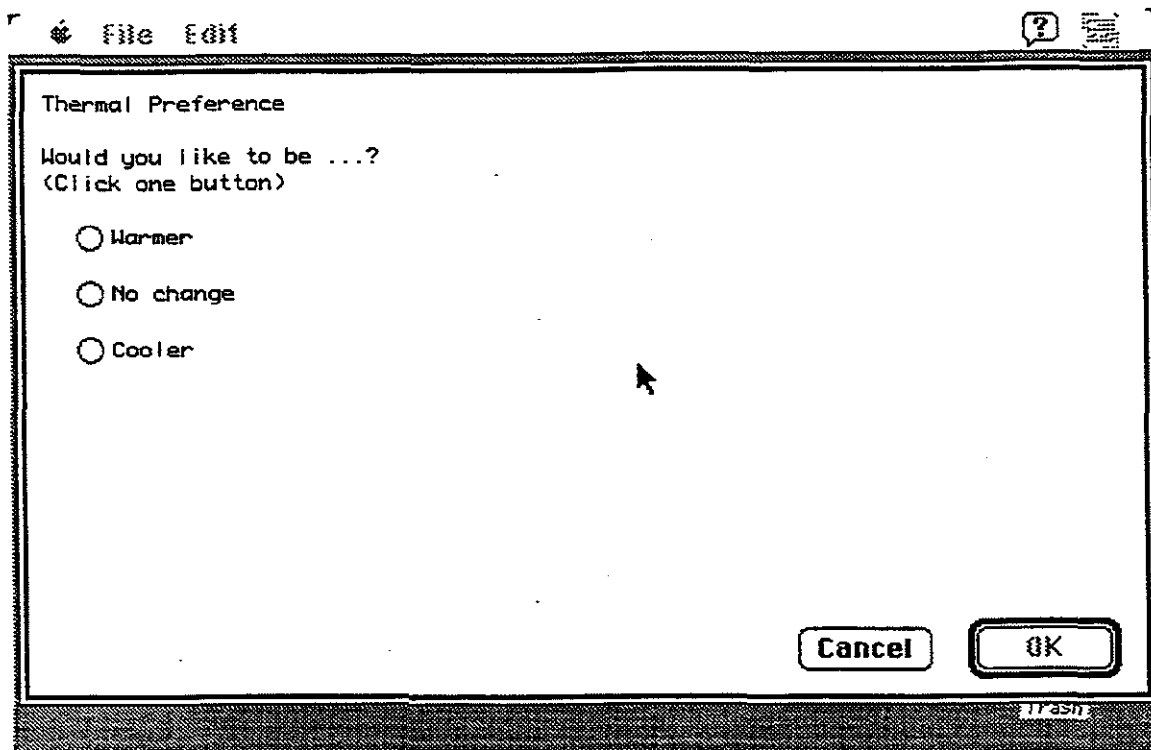 File Edit
?
Thermal Preference
Would you like to be ...?
(Click one button)
Warmer
No change
Cooler
Cancel OK
Trash